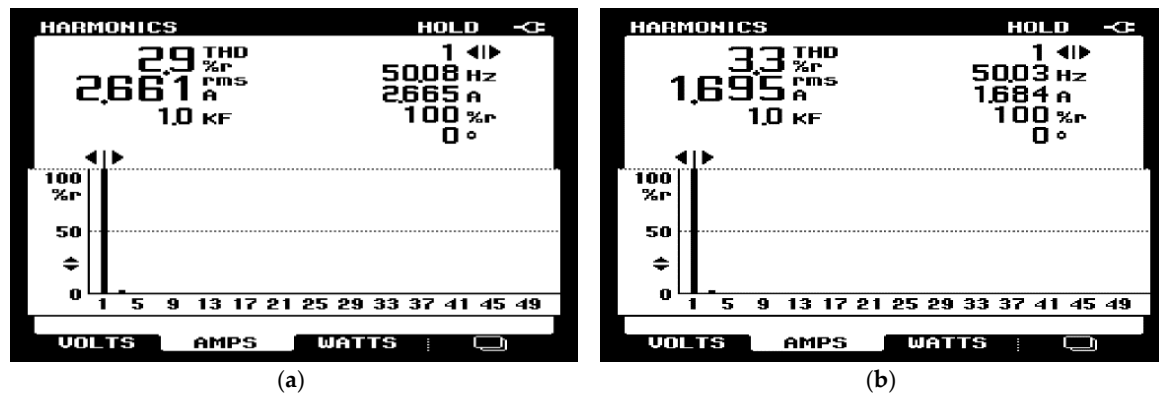 HARMONICS HOLD
2.9 THD %r
2.661 rms A
1.0 KF
1
50.08 Hz
2.665 A
100 %r
0 °
100
%r
50
0
1 5 9 13 17 21 25 29 33 37 41 45 49
VOLTS AMPS WATTS
(a)
HARMONICS HOLD
3.3 THD %r
1.695 rms A
1.0 KF
1
50.03 Hz
1.684 A
100 %r
0 °
100
%r
50
0
1 5 9 13 17 21 25 29 33 37 41 45 49
VOLTS AMPS WATTS
(b)